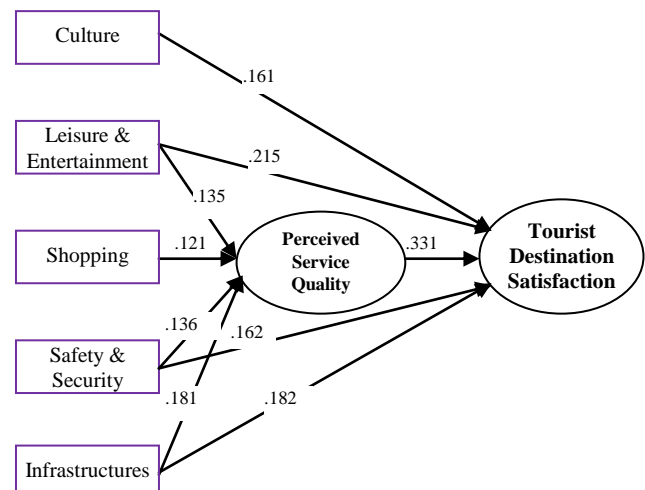 Culture
.161
Leisure &
Entertainment
.215
.135
Shopping
.121
Perceived
Service
Quality
.331
Tourist
Destination
Satisfaction
Safety &
Security
.136
.162
.181
.182
Infrastructures